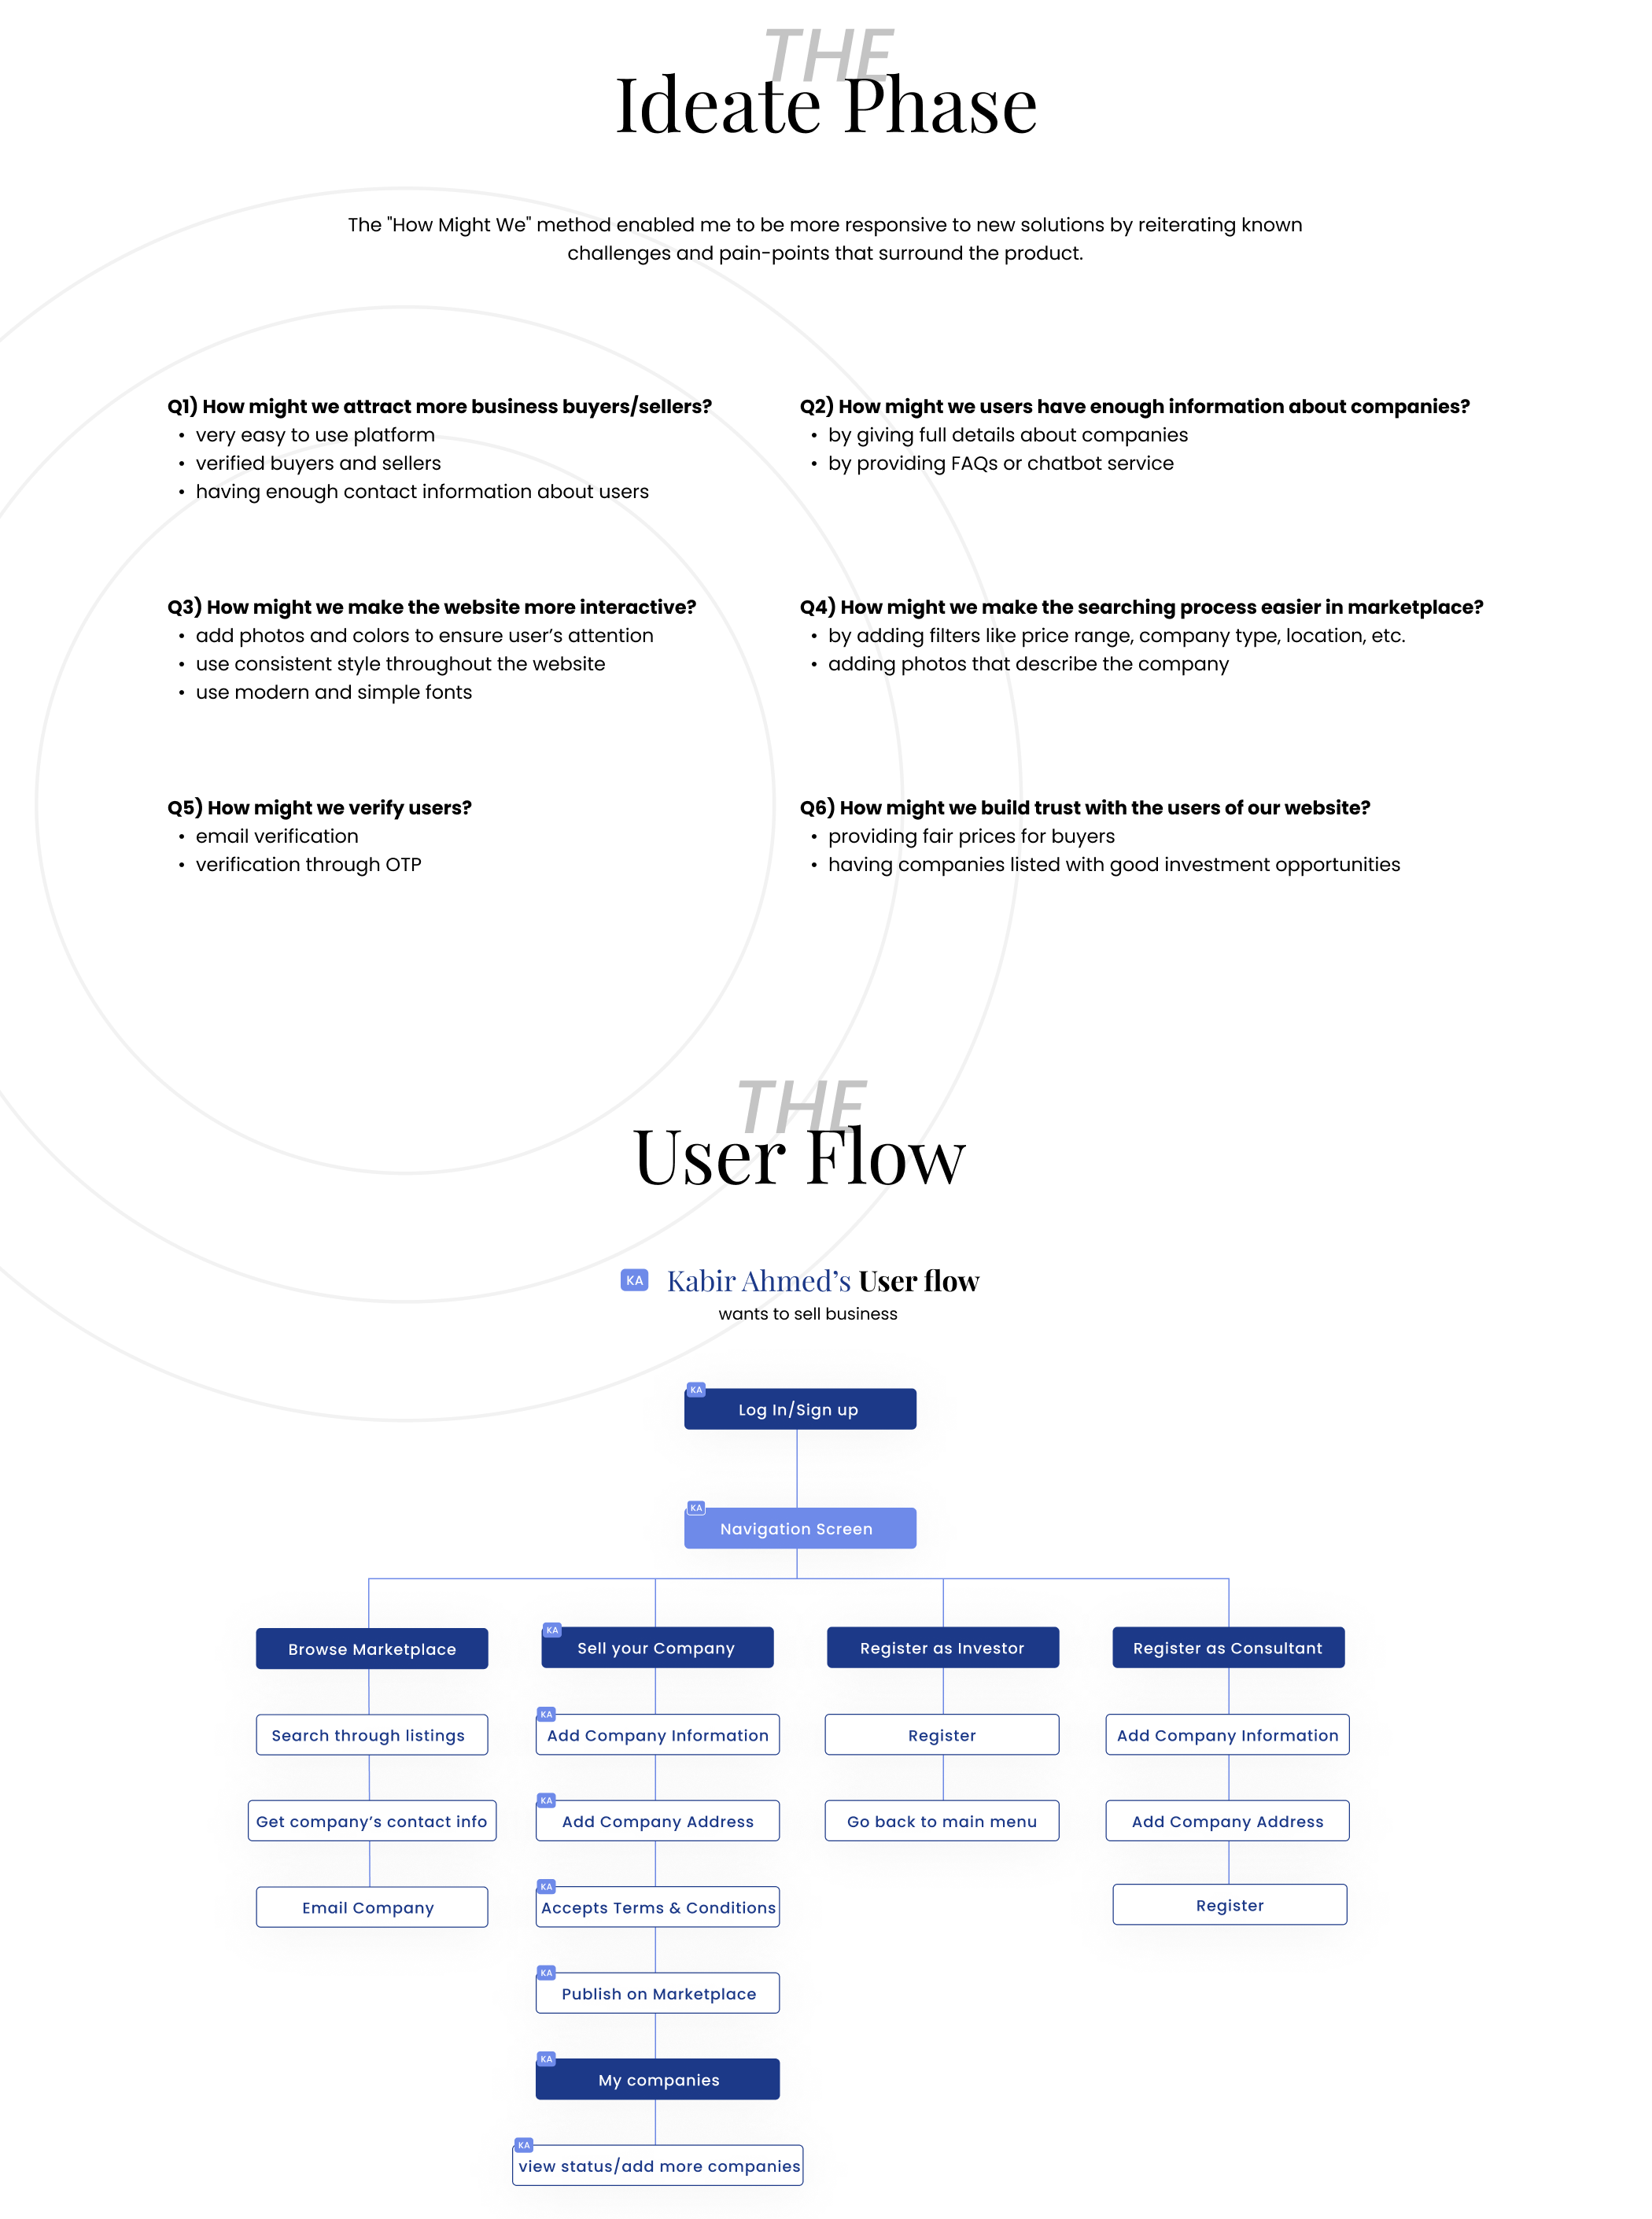 THE
Ideate Phase
The "How Might We" method enabled me to be more responsive to new solutions by reiterating known
challenges and pain-points that surround the product.
Q1) How might we attract more business buyers/sellers?
• very easy to use platform
• verified buyers and sellers
• having enough contact information about users
Q2) How might we users have enough information about companies?
• by giving full details about companies
• by providing FAQs or chatbot service
Q3) How might we make the website more interactive?
• add photos and colors to ensure user’s attention
• use consistent style throughout the website
• use modern and simple fonts
Q4) How might we make the searching process easier in marketplace?
• by adding filters like price range, company type, location, etc.
• adding photos that describe the company
Q5) How might we verify users?
• email verification
• verification through OTP
Q6) How might we build trust with the users of our website?
• providing fair prices for buyers
• having companies listed with good investment opportunities
THE
User Flow
KA Kabir Ahmed’s User flow
wants to sell business
KA
Log In/Sign up
KA
Navigation Screen
Browse Marketplace
Search through listings
Get company’s contact info
Email Company
KA
Sell your Company
KA
Add Company Information
KA
Add Company Address
KA
Accepts Terms & Conditions
KA
Publish on Marketplace
KA
My companies
KA
view status/add more companies
Register as Investor
Register
Go back to main menu
Register as Consultant
Add Company Information
Add Company Address
Register